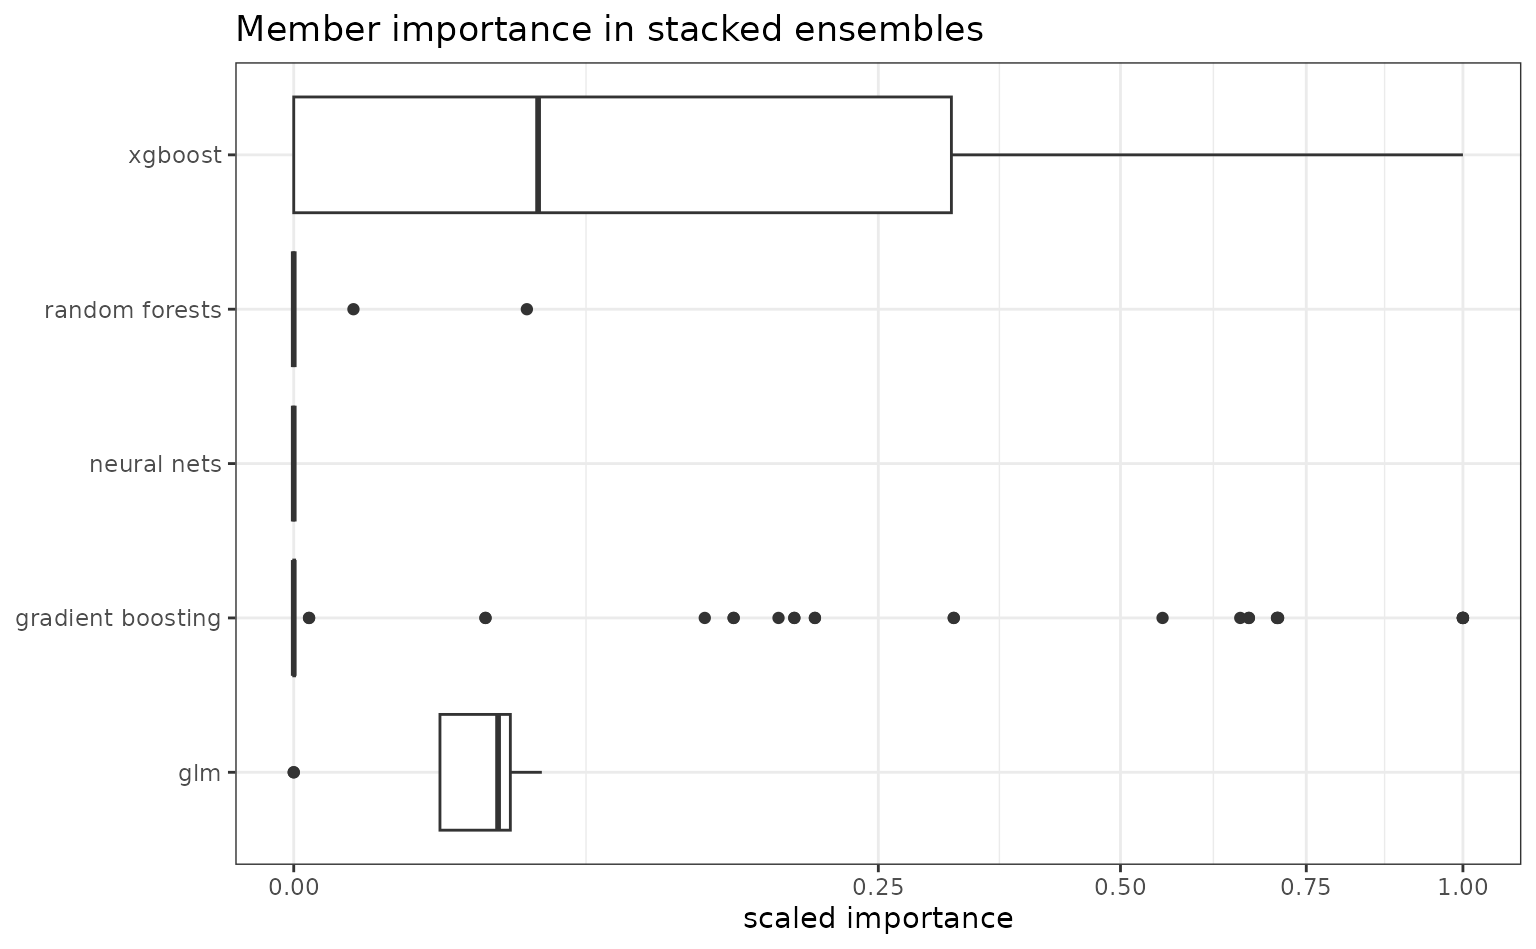 Member importance in stacked ensembles
xgboost
random forests
neural nets
gradient boosting
glm
0.00 0.25 0.50 0.75 1.00
scaled importance